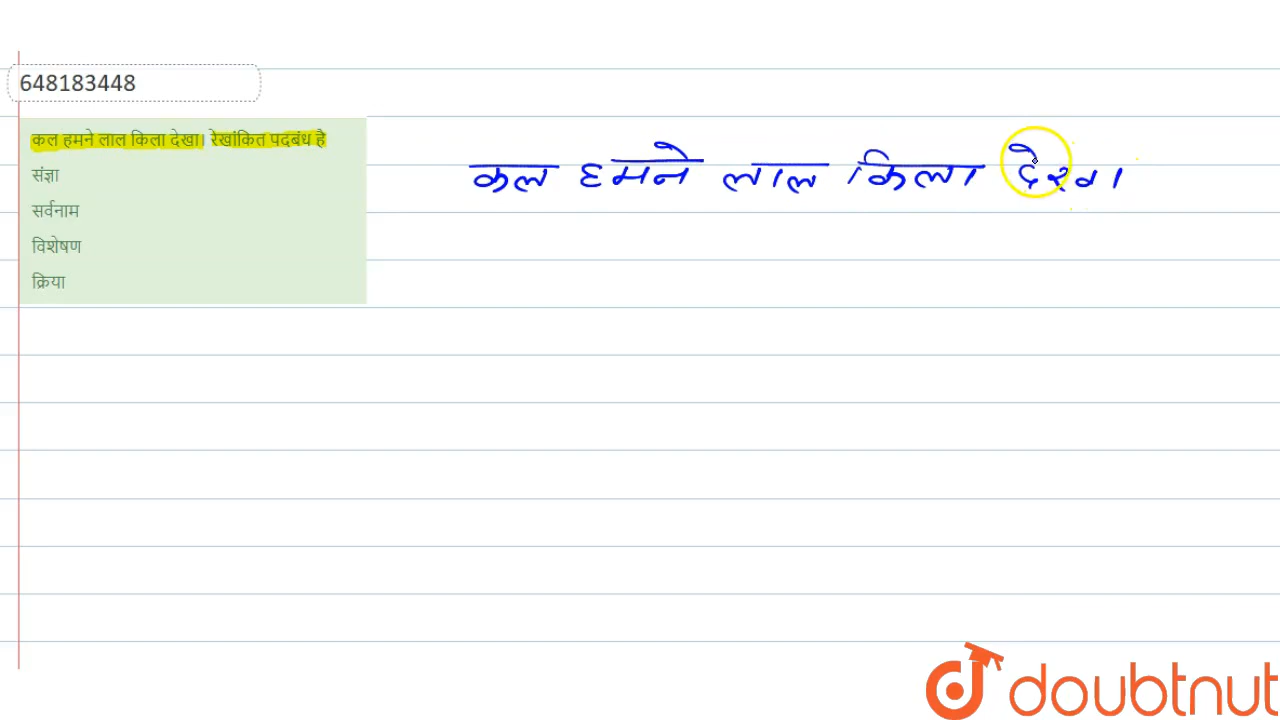 648183448
कल हमने लाल किला देखा। रेखांकित पदबंध है
संज्ञा
सर्वनाम
विशेषण
क्रिया
कल हमने लाल किला देखा
doubtnut